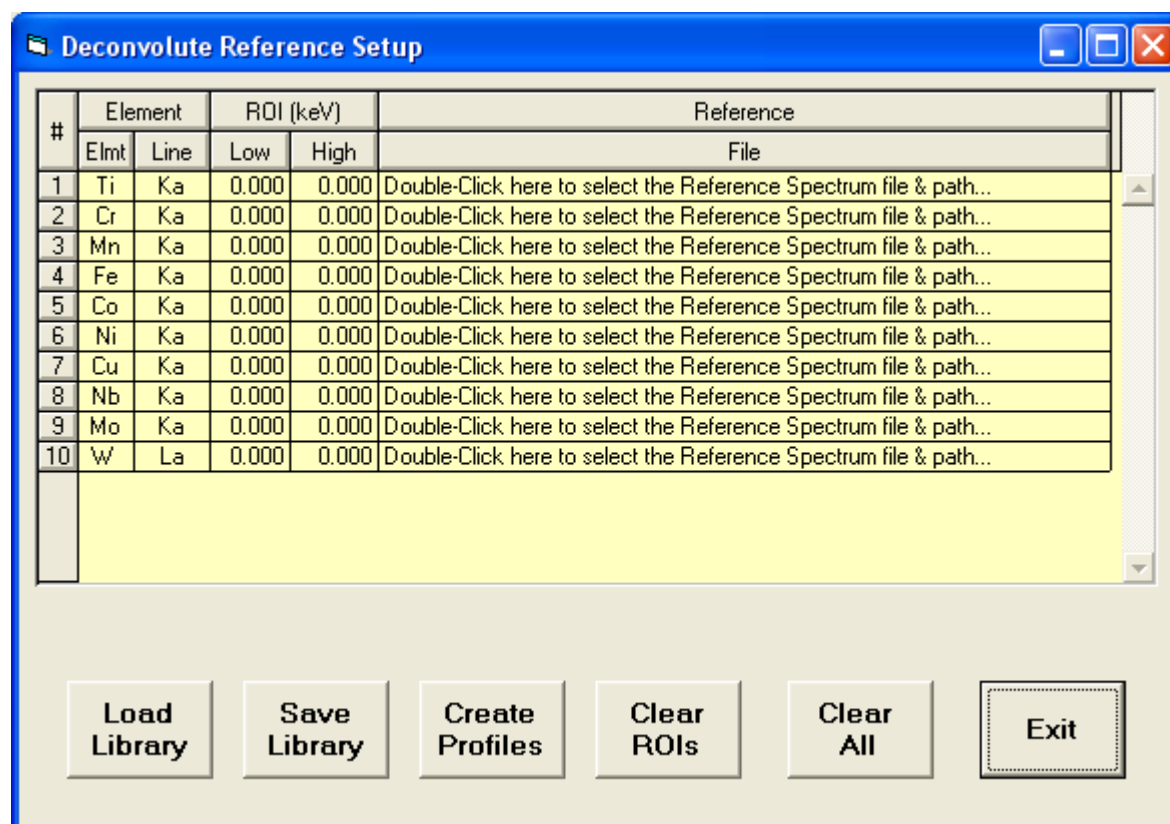 Deconvolute Reference Setup
# Element ROI (keV) Reference
Elmt Line Low High File
1 Ti Ka 0.000 0.000 Double-Click here to select the Reference Spectrum file & path...
2 Cr Ka 0.000 0.000 Double-Click here to select the Reference Spectrum file & path...
3 Mn Ka 0.000 0.000 Double-Click here to select the Reference Spectrum file & path...
4 Fe Ka 0.000 0.000 Double-Click here to select the Reference Spectrum file & path...
5 Co Ka 0.000 0.000 Double-Click here to select the Reference Spectrum file & path...
6 Ni Ka 0.000 0.000 Double-Click here to select the Reference Spectrum file & path...
7 Cu Ka 0.000 0.000 Double-Click here to select the Reference Spectrum file & path...
8 Nb Ka 0.000 0.000 Double-Click here to select the Reference Spectrum file & path...
9 Mo Ka 0.000 0.000 Double-Click here to select the Reference Spectrum file & path...
10 W La 0.000 0.000 Double-Click here to select the Reference Spectrum file & path...
Load
Library
Save
Library
Create
Profiles
Clear
ROIs
Clear
All
Exit